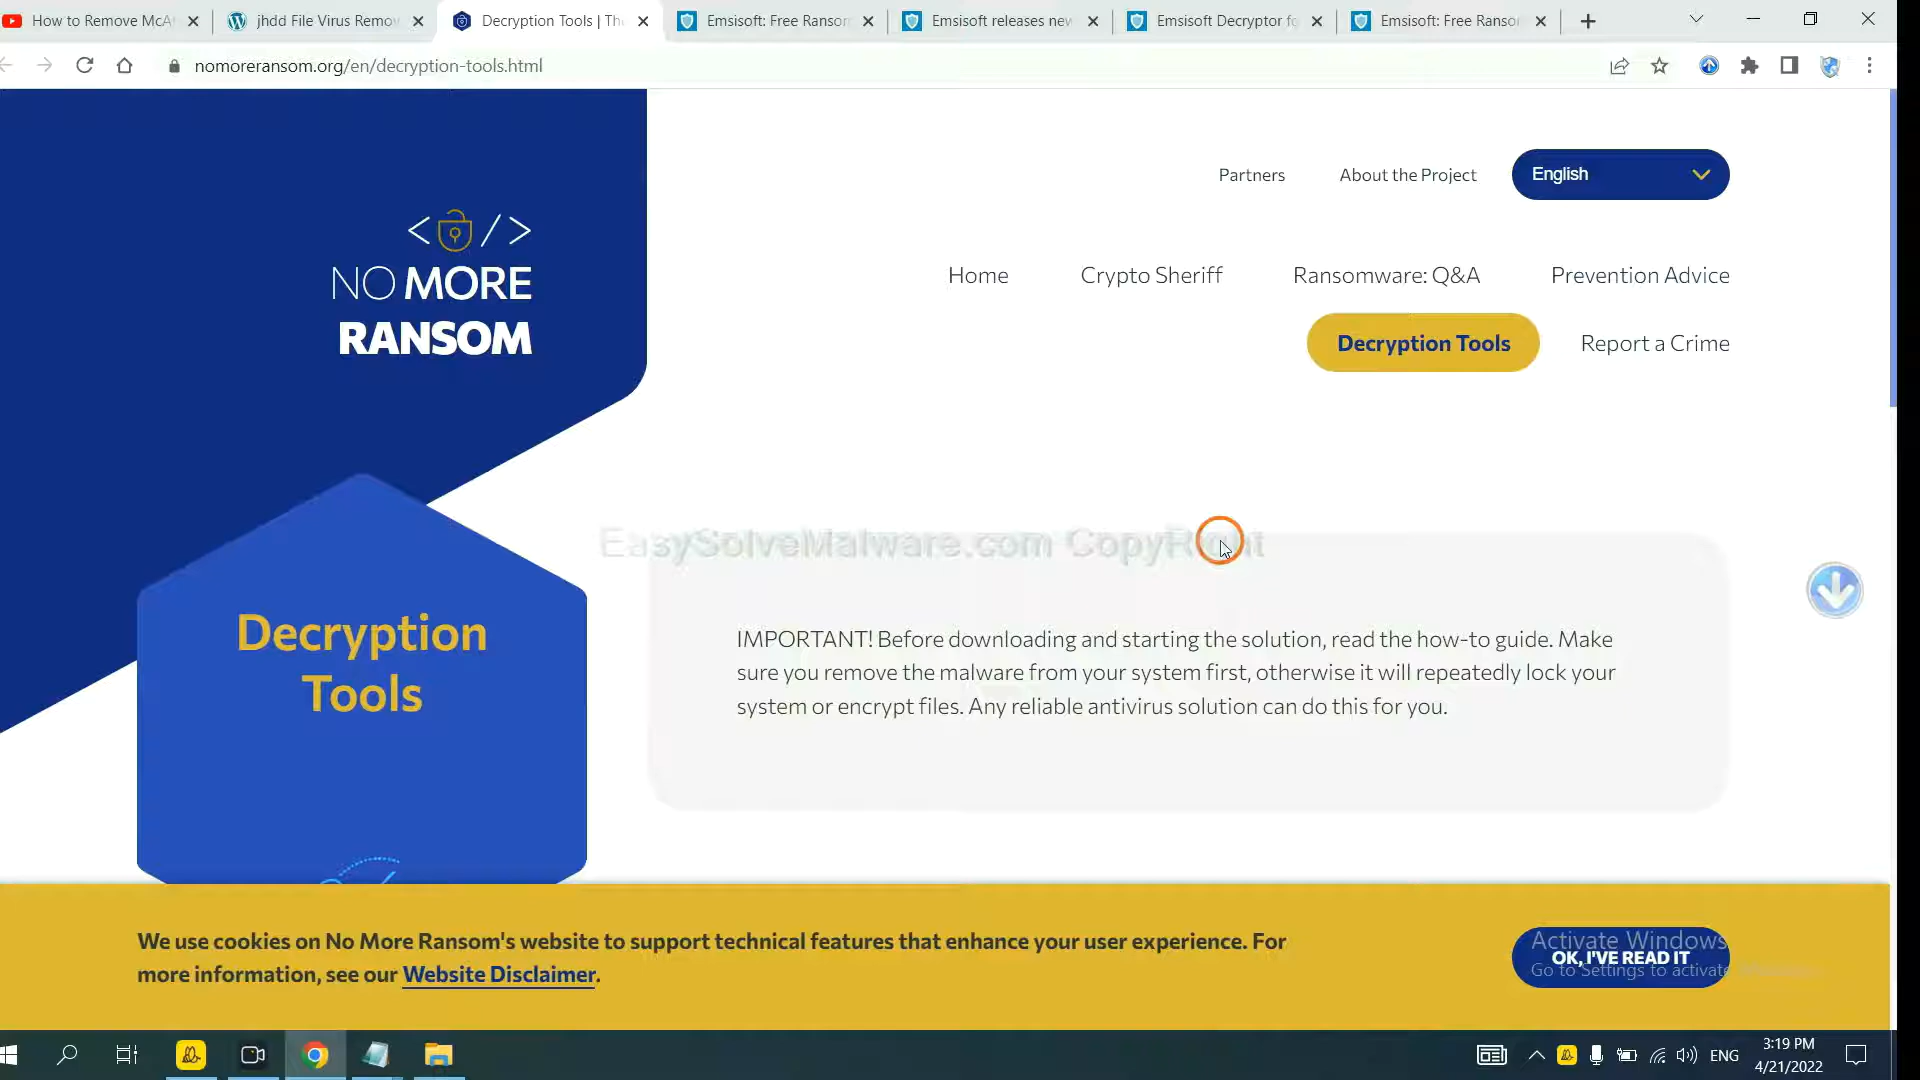 How to Remove McA
jhdd File Virus Remov
Decryption Tools | The
Emsisoft: Free Ransom
Emsisoft releases new
Emsisoft Decryptor fo
Emsisoft: Free Ransom
nomoreransom.org/en/decryption-tools.html
Partners
About the Project
English
NO MORE
RANSOM
Home
Crypto Sheriff
Ransomware: Q&A
Prevention Advice
Decryption Tools
Report a Crime
EasySolveMalware.com CopyRight
Decryption
Tools
IMPORTANT! Before downloading and starting the solution, read the how-to guide. Make
sure you remove the malware from your system first, otherwise it will repeatedly lock your
system or encrypt files. Any reliable antivirus solution can do this for you.
We use cookies on No More Ransom's website to support technical features that enhance your user experience. For
more information, see our Website Disclaimer.
Activate Windows
OK, I'VE READ IT
Go to Settings to activate
ENG
3:19 PM
4/21/2022